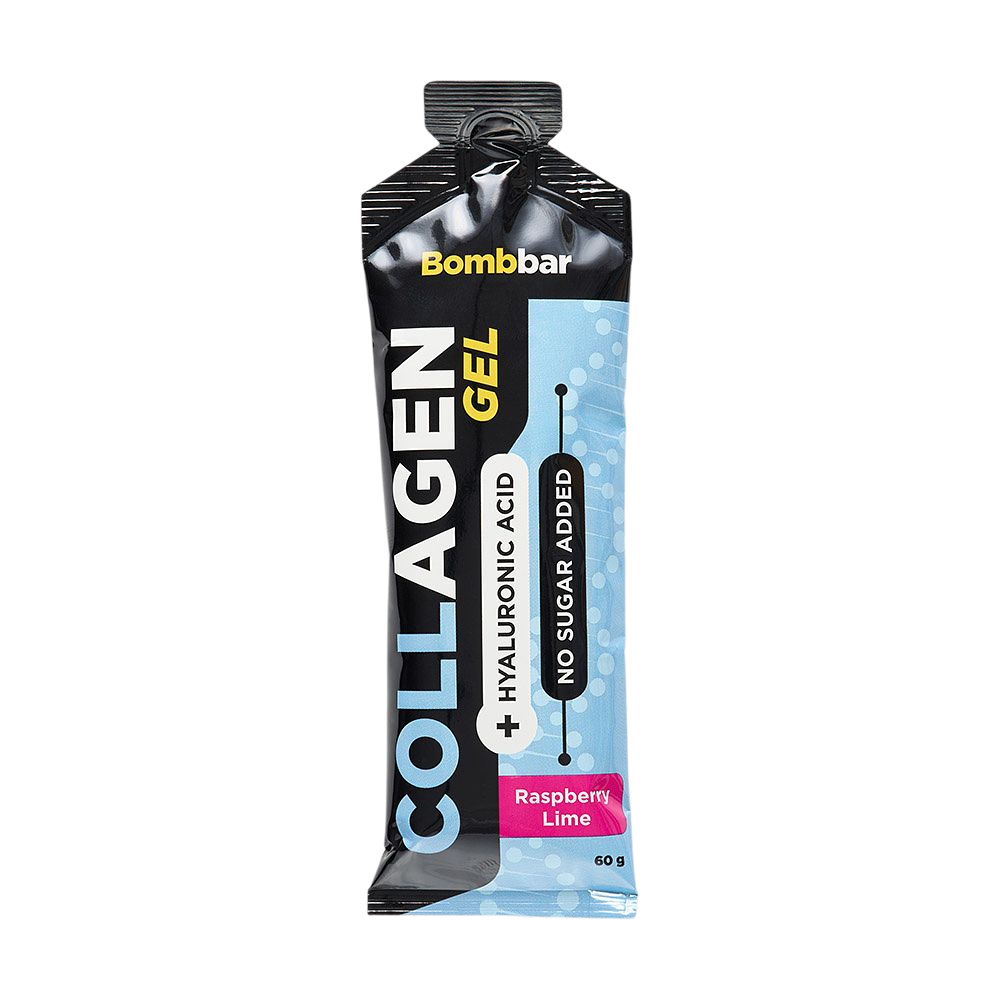 Bombbar
COLLAGEN
GEL
+ HYALURONIC ACID
NO SUGAR ADDED
Raspberry
Lime
60 g